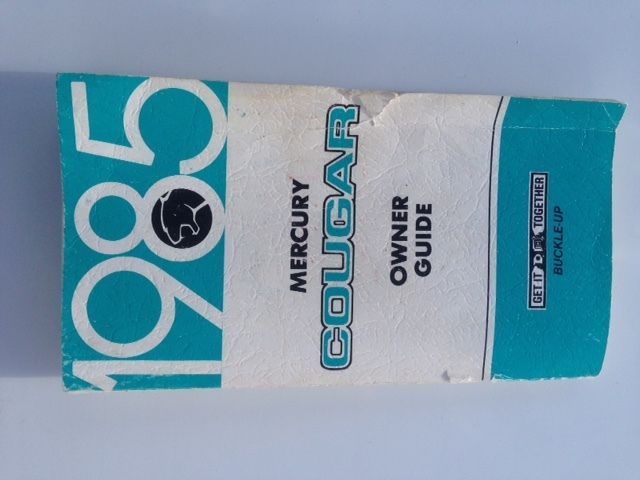 1985
MERCURY
COUGAR
OWNER
GUIDE
GET IT TOGETHER
BUCKLE-UP